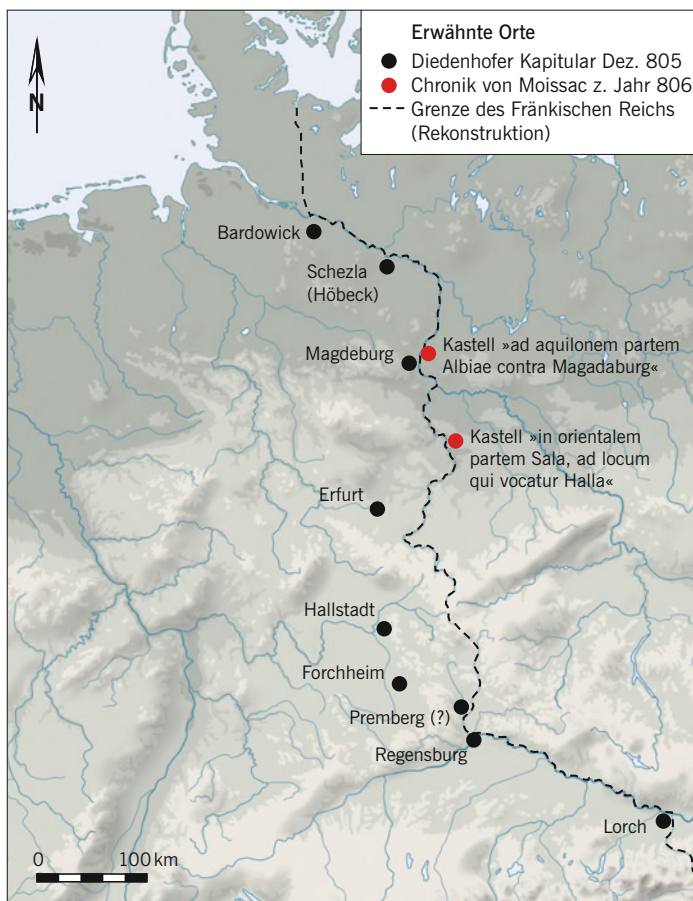 N
Erwähnte Orte
Diedenhofer Kapitular Dez. 805
Chronik von Moissac z. Jahr 806
Grenze des Fränkischen Reichs
(Rekonstruktion)
Bardowick
Schezla
(Höbeck)
Magdeburg
Kastell »ad aquilonem partem
Albiae contra Magadaburg«
Kastell »in orientalem
partem Sala, ad locum
qui vocatur Halla«
Erfurt
Hallstadt
Forchheim
Premberg (?)
Regensburg
Lorch
0 100 km